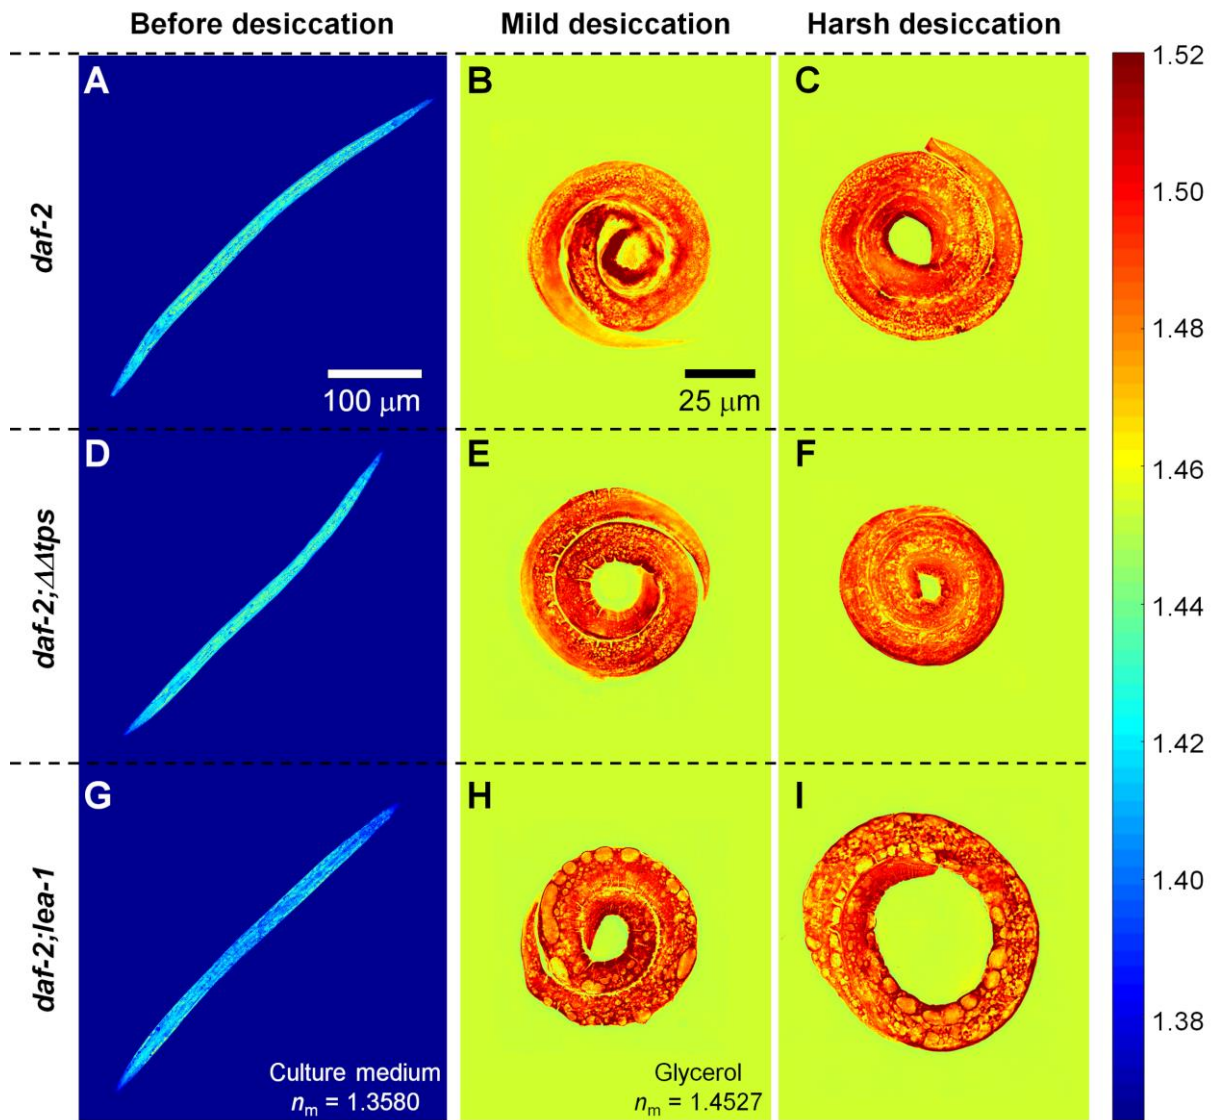 Before desiccation Mild desiccation Harsh desiccation
1.52
A B C
1.50
daf-2
1.48
100 μm 25 μm
1.46
D E F
daf-2;ΔΔtps
1.44
1.42
G H I
1.40
daf-2;lea-1
1.38
Culture medium Glycerol
nm = 1.3580 nm = 1.4527